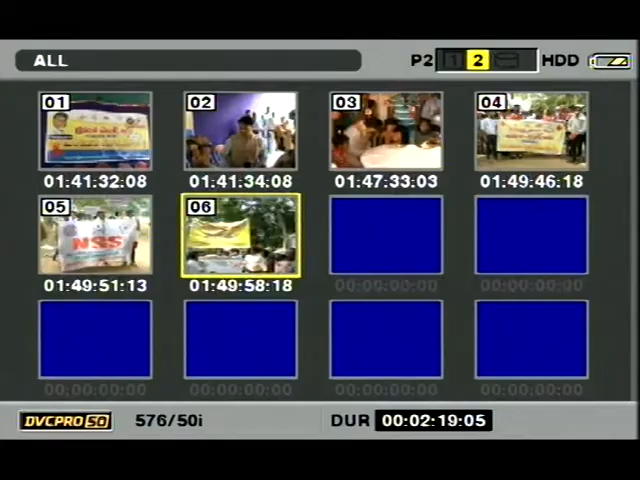 ALL
P2 1 2 HDD
01 02 03 04
01:41:32:08 01:41:34:08 01:47:33:03 01:49:46:18
05 06
NSS
01:49:51:13 01:49:58:18 00:00:00:00 00:00:00:00
00:00:00:00 00:00:00:00 00:00:00:00 00:00:00:00
DVCPRO 50 576/50i DUR 00:02:19:05